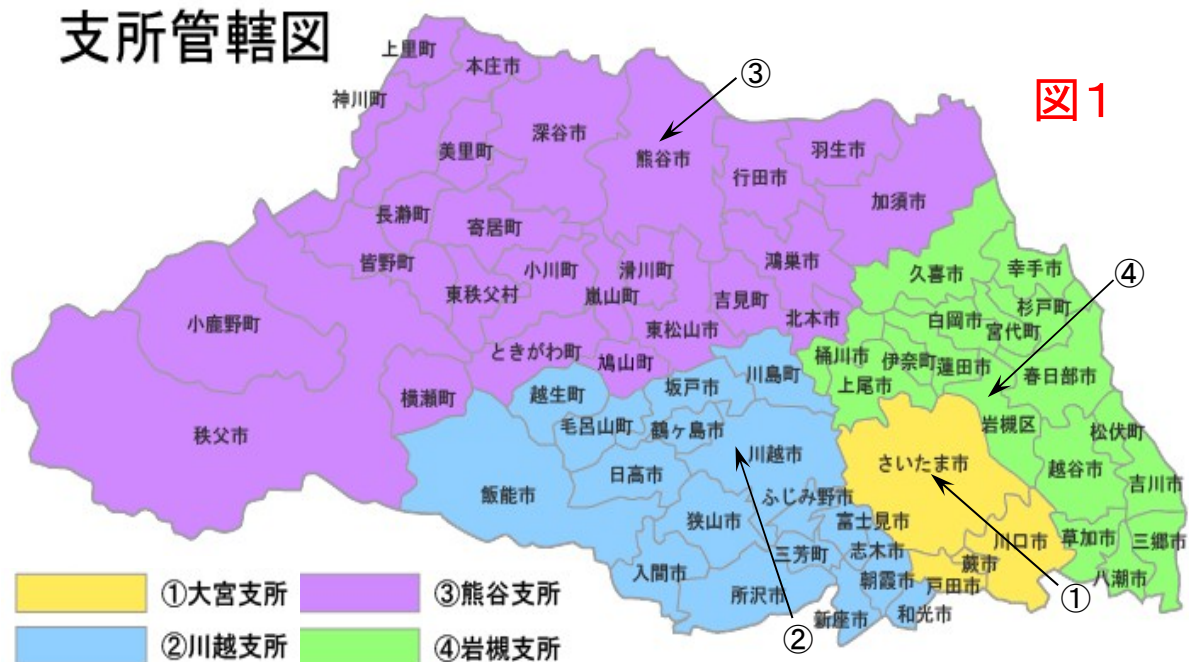 支所管轄図
図1
上里町
本庄市
③
神川町
深谷市
美里町
熊谷市
羽生市
行田市
加須市
長瀞町
寄居町
皆野町
小川町
滑川町
鴻巣市
久喜市
幸手市
④
東秩父村
嵐山町
吉見町
杉戸町
小鹿野町
東松山市
北本市
白岡市
宮代町
ときがわ町
鳩山町
桶川市
伊奈町
蓮田市
川島町
上尾市
春日部市
横瀬町
越生町
坂戸市
岩槻区
松伏町
秩父市
毛呂山町
鶴ヶ島市
川越市
さいたま市
越谷市
日高市
吉川市
飯能市
ふじみ野市
狭山市
富士見市
川口市
草加市
三郷市
三芳町
志木市
蕨市
入間市
朝霞市
戸田市
八潮市
所沢市
新座市
和光市
①
②
①大宮支所
③熊谷支所
②川越支所
④岩槻支所